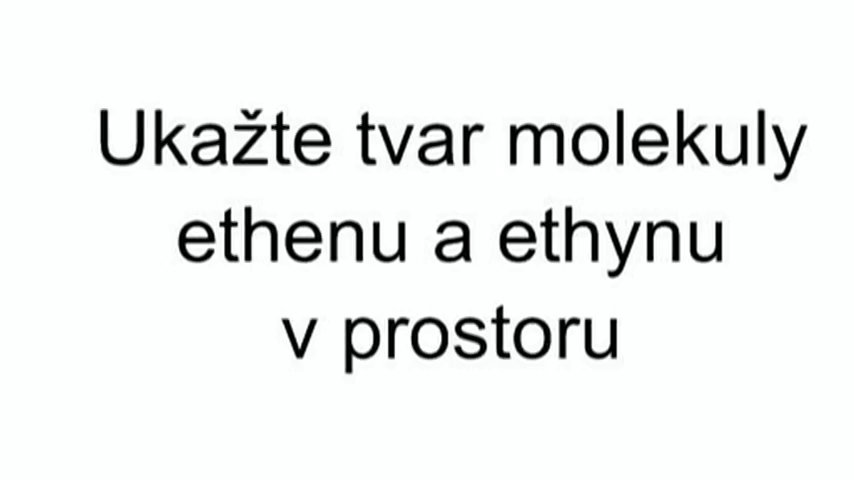 Ukažte tvar molekuly
ethenu a ethynu
v prostoru